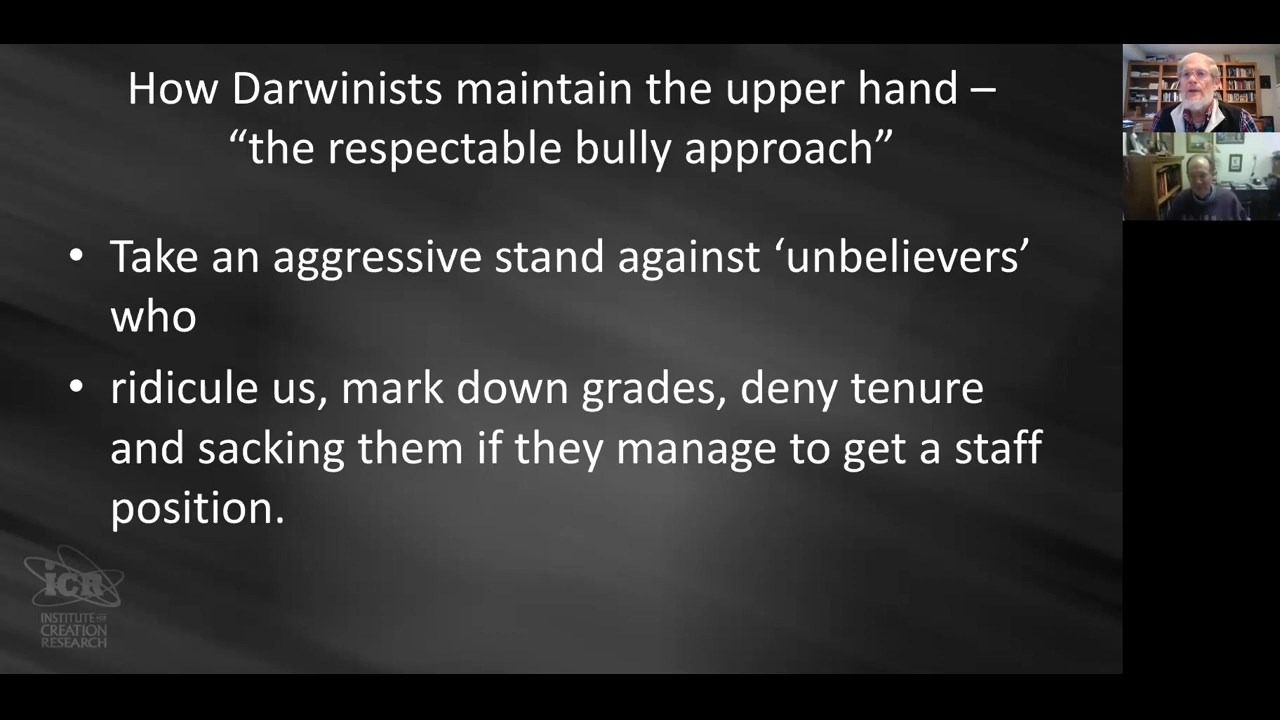 How Darwinists maintain the upper hand –
“the respectable bully approach”
• Take an aggressive stand against ‘unbelievers’
who
• ridicule us, mark down grades, deny tenure
and sacking them if they manage to get a staff
position.
iCR
INSTITUTE FOR
CREATION
RESEARCH